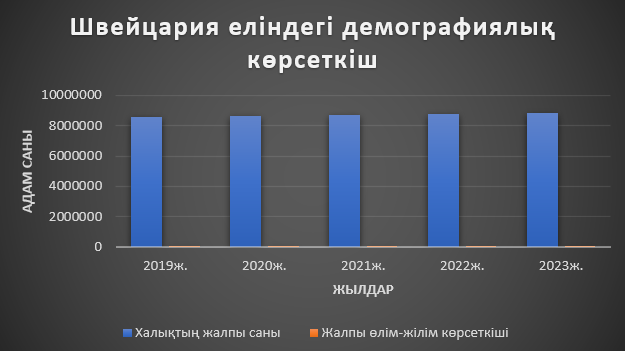 Швейцария еліндегі демографиялық
көрсеткіш
10000000
8000000
6000000
4000000
2000000
0
АДАМ САНЫ
2019ж.
2020ж.
2021ж.
2022ж.
2023ж.
ЖЫЛДАР
Халықтың жалпы саны
Жалпы өлім-жілім көрсеткіші